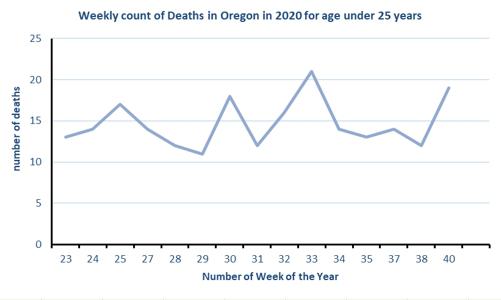 Weekly count of Deaths in Oregon in 2020 for age under 25 years
25
20
15
10
5
0
number of deaths
23 24 25 27 28 29 30 31 32 33 34 35 37 38 40
Number of Week of the Year